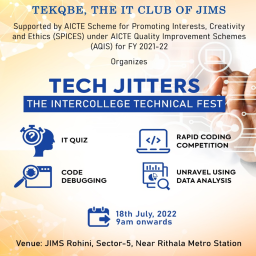 TEKQBE, THE IT CLUB OF JIMS
Supported by AICTE Scheme for Promoting Interests, Creativity
and Ethics (SPICES) under AICTE Quality Improvement Schemes
(AQIS) for FY 2021-22
Organizes
TECH JITTERS
THE INTERCOLLEGE TECHNICAL FEST
IT QUIZ
RAPID CODING
COMPETITION
CODE
DEBUGGING
UNRAVEL USING
DATA ANALYSIS
18th July, 2022
9am onwards
Venue: JIMS Rohini, Sector-5, Near Rithala Metro Station